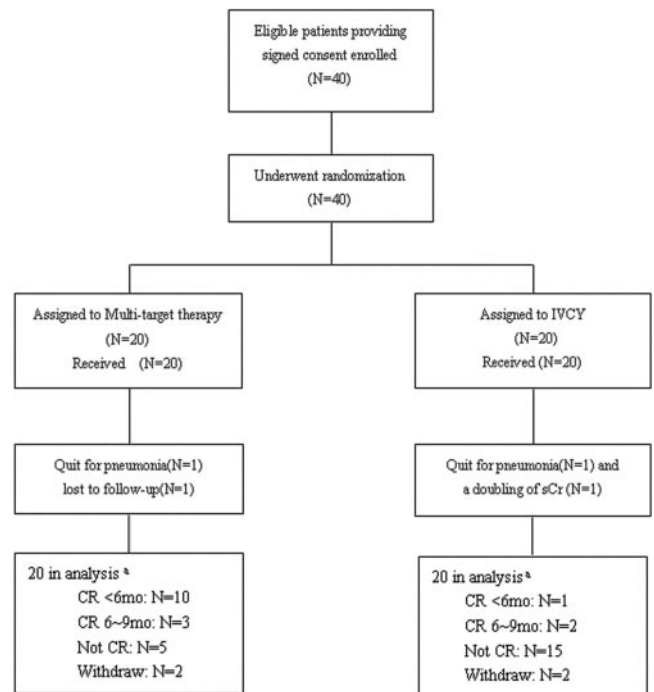 Eligible patients providing
signed consent enrolled
(N=40)
Underwent randomization
(N=40)
Assigned to Multi-target therapy
(N=20)
Received (N=20)
Assigned to IVCY
(N=20)
Received (N=20)
Quit for pneumonia(N=1)
lost to follow-up(N=1)
Quit for pneumonia(N=1) and
a doubling of sCr (N=1)
20 in analysis ª
CR <6mo: N=10
CR 6~9mo: N=3
Not CR: N=5
Withdraw: N=2
20 in analysis ª
CR <6mo: N=1
CR 6~9mo: N=2
Not CR: N=15
Withdraw: N=2